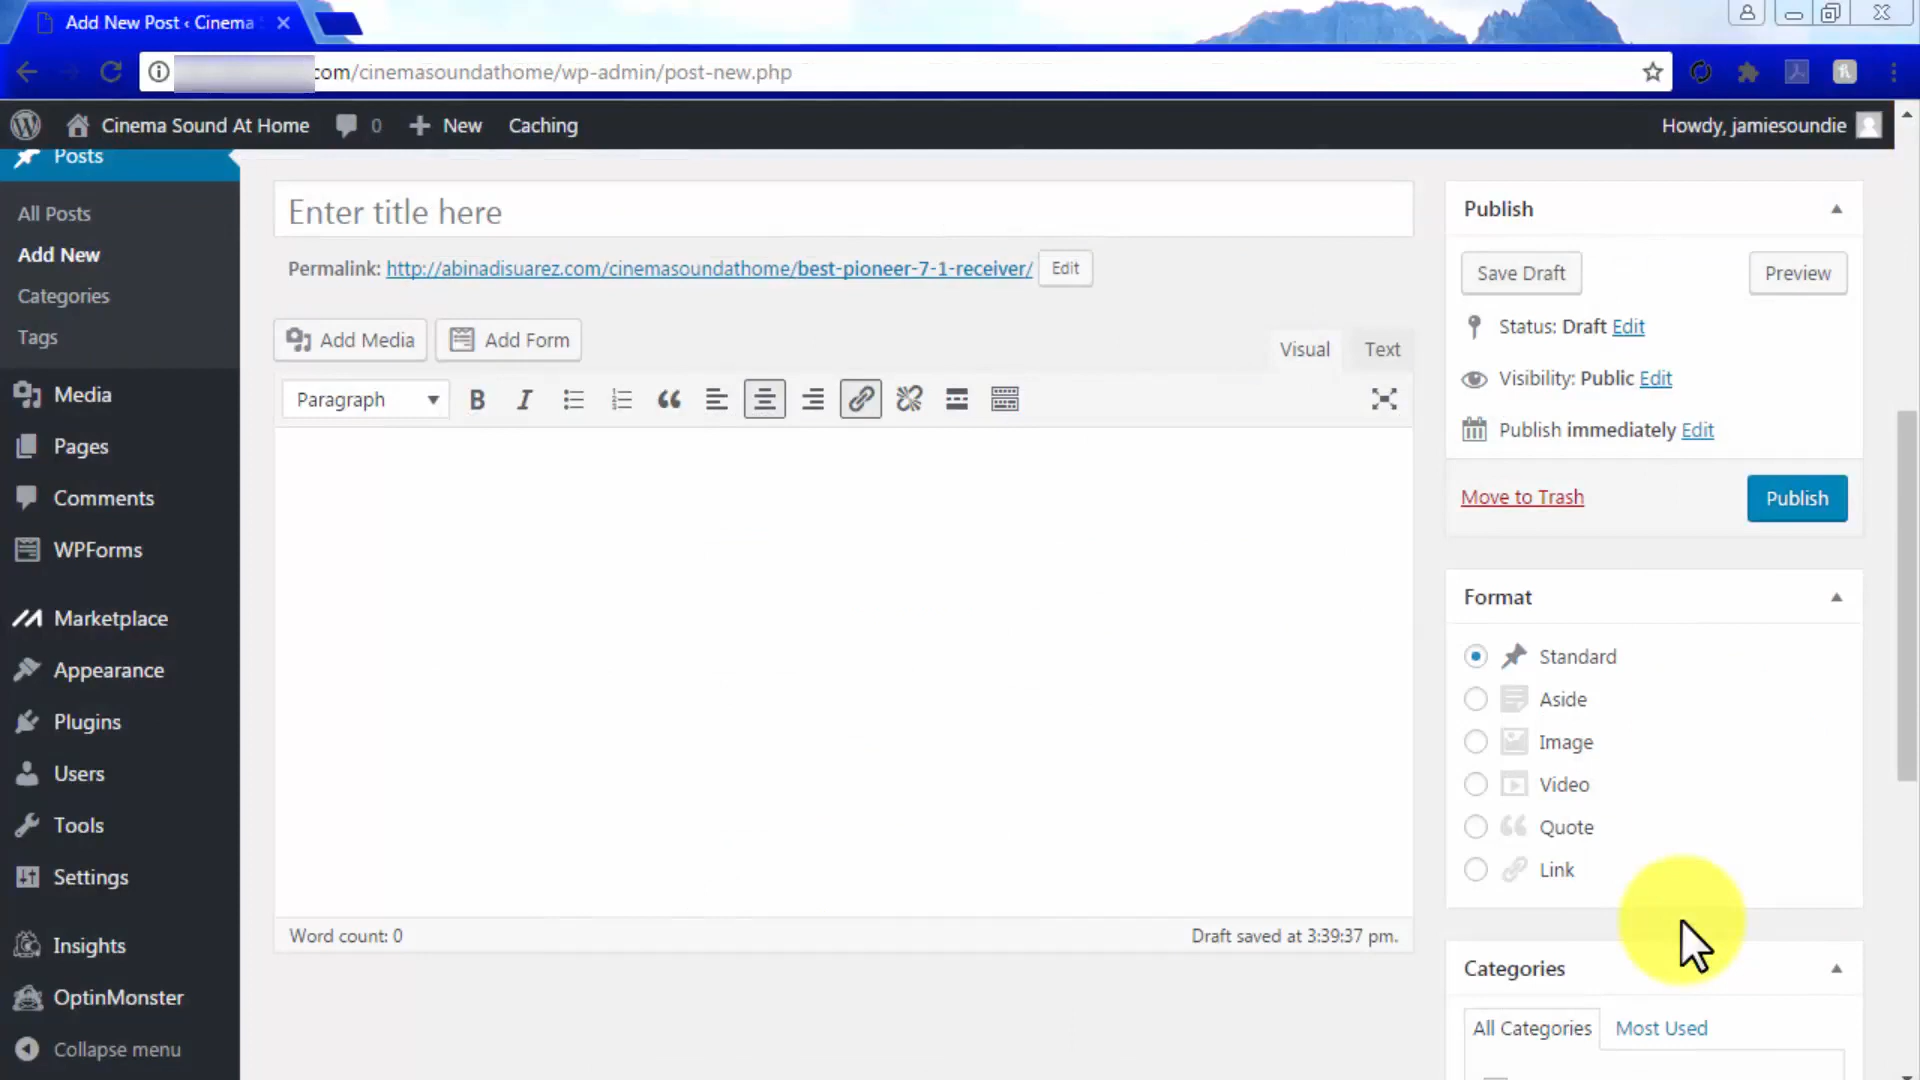 Add New Post ‹ Cinema
com/cinemasoundathome/wp-admin/post-new.php
Cinema Sound At Home 0 New Caching Howdy, jamiesoundie
Posts
All Posts
Add New
Categories
Tags
Media
Pages
Comments
WPForms
Marketplace
Appearance
Plugins
Users
Tools
Settings
Insights
OptinMonster
Collapse menu
Enter title here
Permalink: http://abinadisuarez.com/cinemasoundathome/best-pioneer-7-1-receiver/ Edit
Add Media Add Form Visual Text
Paragraph B I
Word count: 0 Draft saved at 3:39:37 pm.
Publish
Save Draft Preview
Status: Draft Edit
Visibility: Public Edit
Publish immediately Edit
Move to Trash Publish
Format
Standard
Aside
Image
Video
Quote
Link
Categories
All Categories Most Used